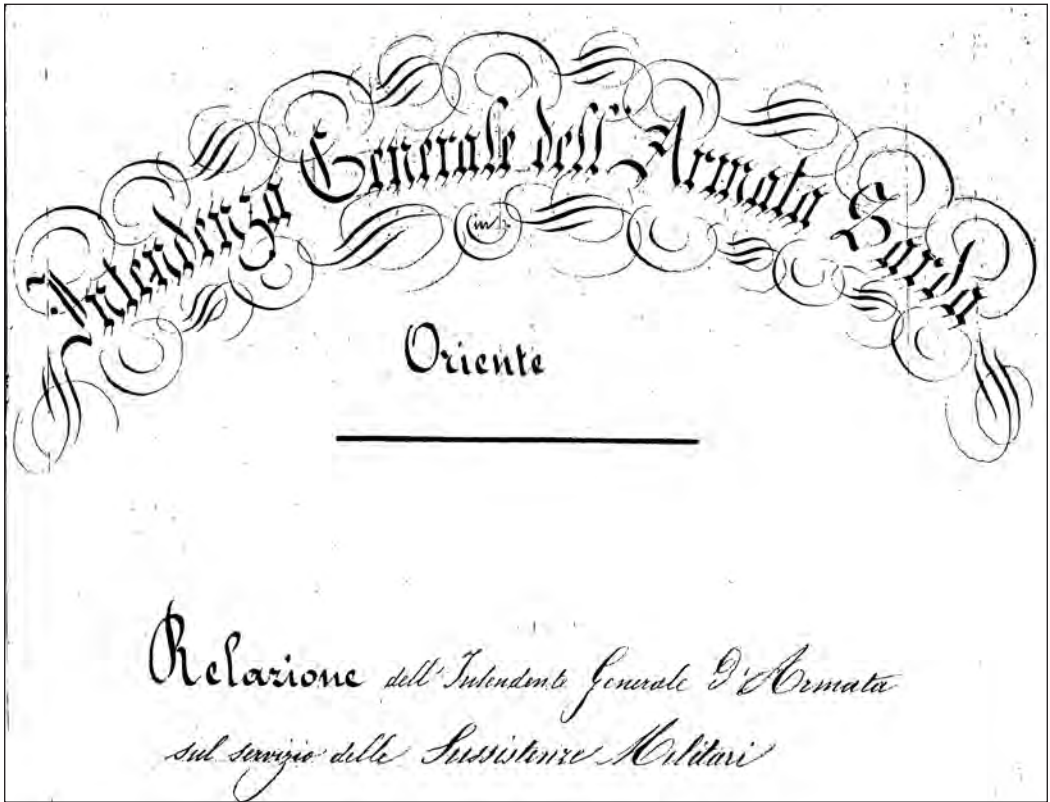 Intendenza Generale dell'Armata Sarda
Oriente
Relazione dell'Intendente Generale D'Armata
sul servizio delle Sussistenze Militari